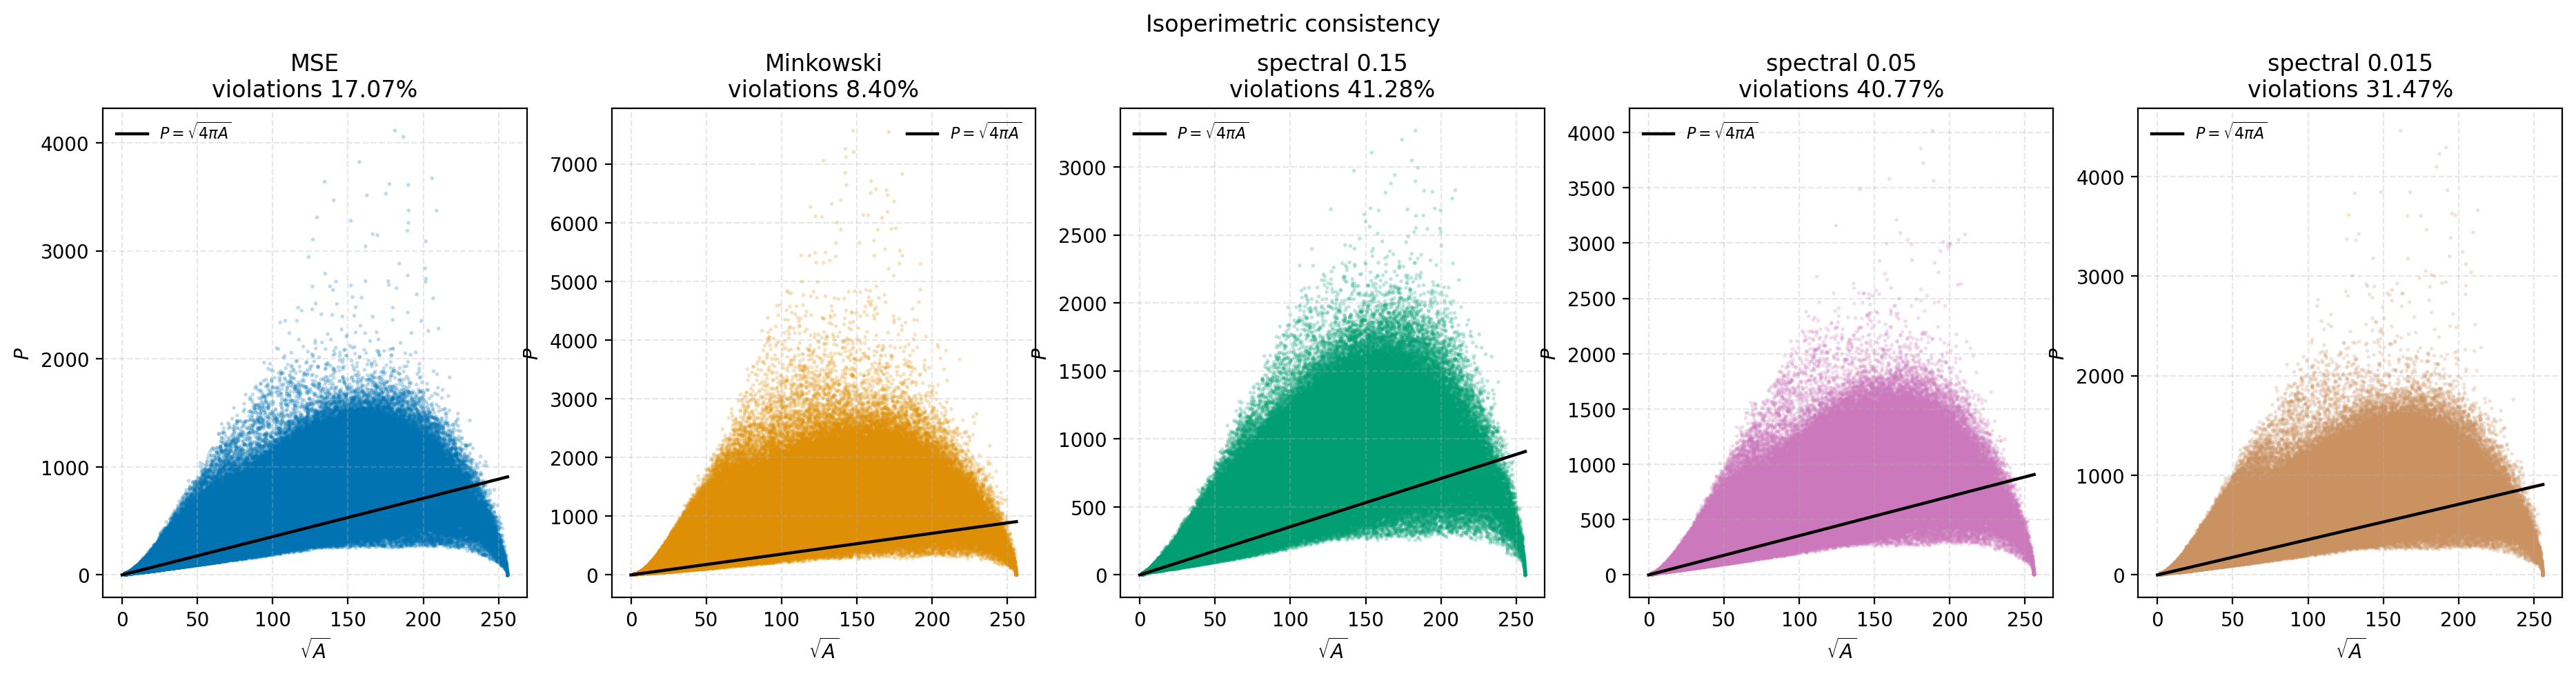 Isoperimetric consistency
MSE
violations 17.07%
P = √4πA
4000
3000
2000
1000
0
P
0 50 100 150 200 250
√A
Minkowski
violations 8.40%
P = √4πA
7000
6000
5000
4000
3000
2000
1000
0
P
0 50 100 150 200 250
√A
spectral 0.15
violations 41.28%
P = √4πA
3000
2500
2000
1500
1000
500
0
P
0 50 100 150 200 250
√A
spectral 0.05
violations 40.77%
P = √4πA
4000
3500
3000
2500
2000
1500
1000
500
0
P
0 50 100 150 200 250
√A
spectral 0.015
violations 31.47%
P = √4πA
4000
3000
2000
1000
0
P
0 50 100 150 200 250
√A